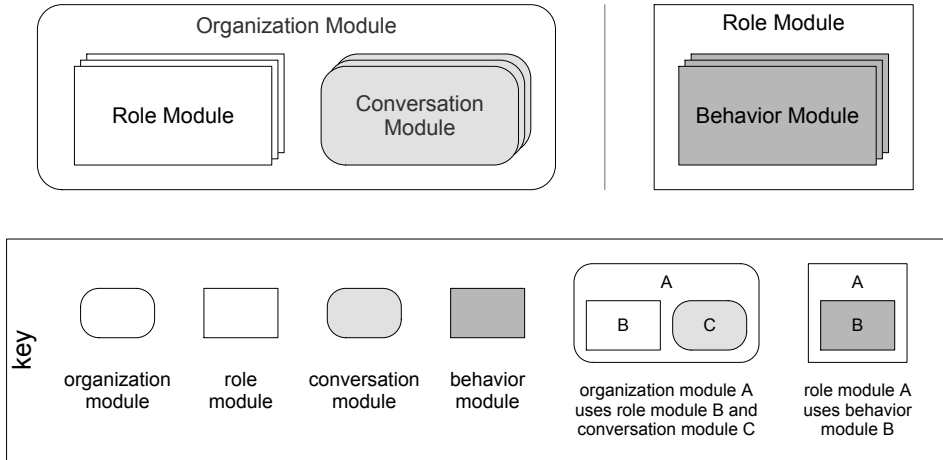 Organization Module
Role Module
Conversation
Module
Role Module
Behavior Module
key
organization
module
role
module
conversation
module
behavior
module
A
B
C
organization module A
uses role module B and
conversation module C
A
B
role module A
uses behavior
module B